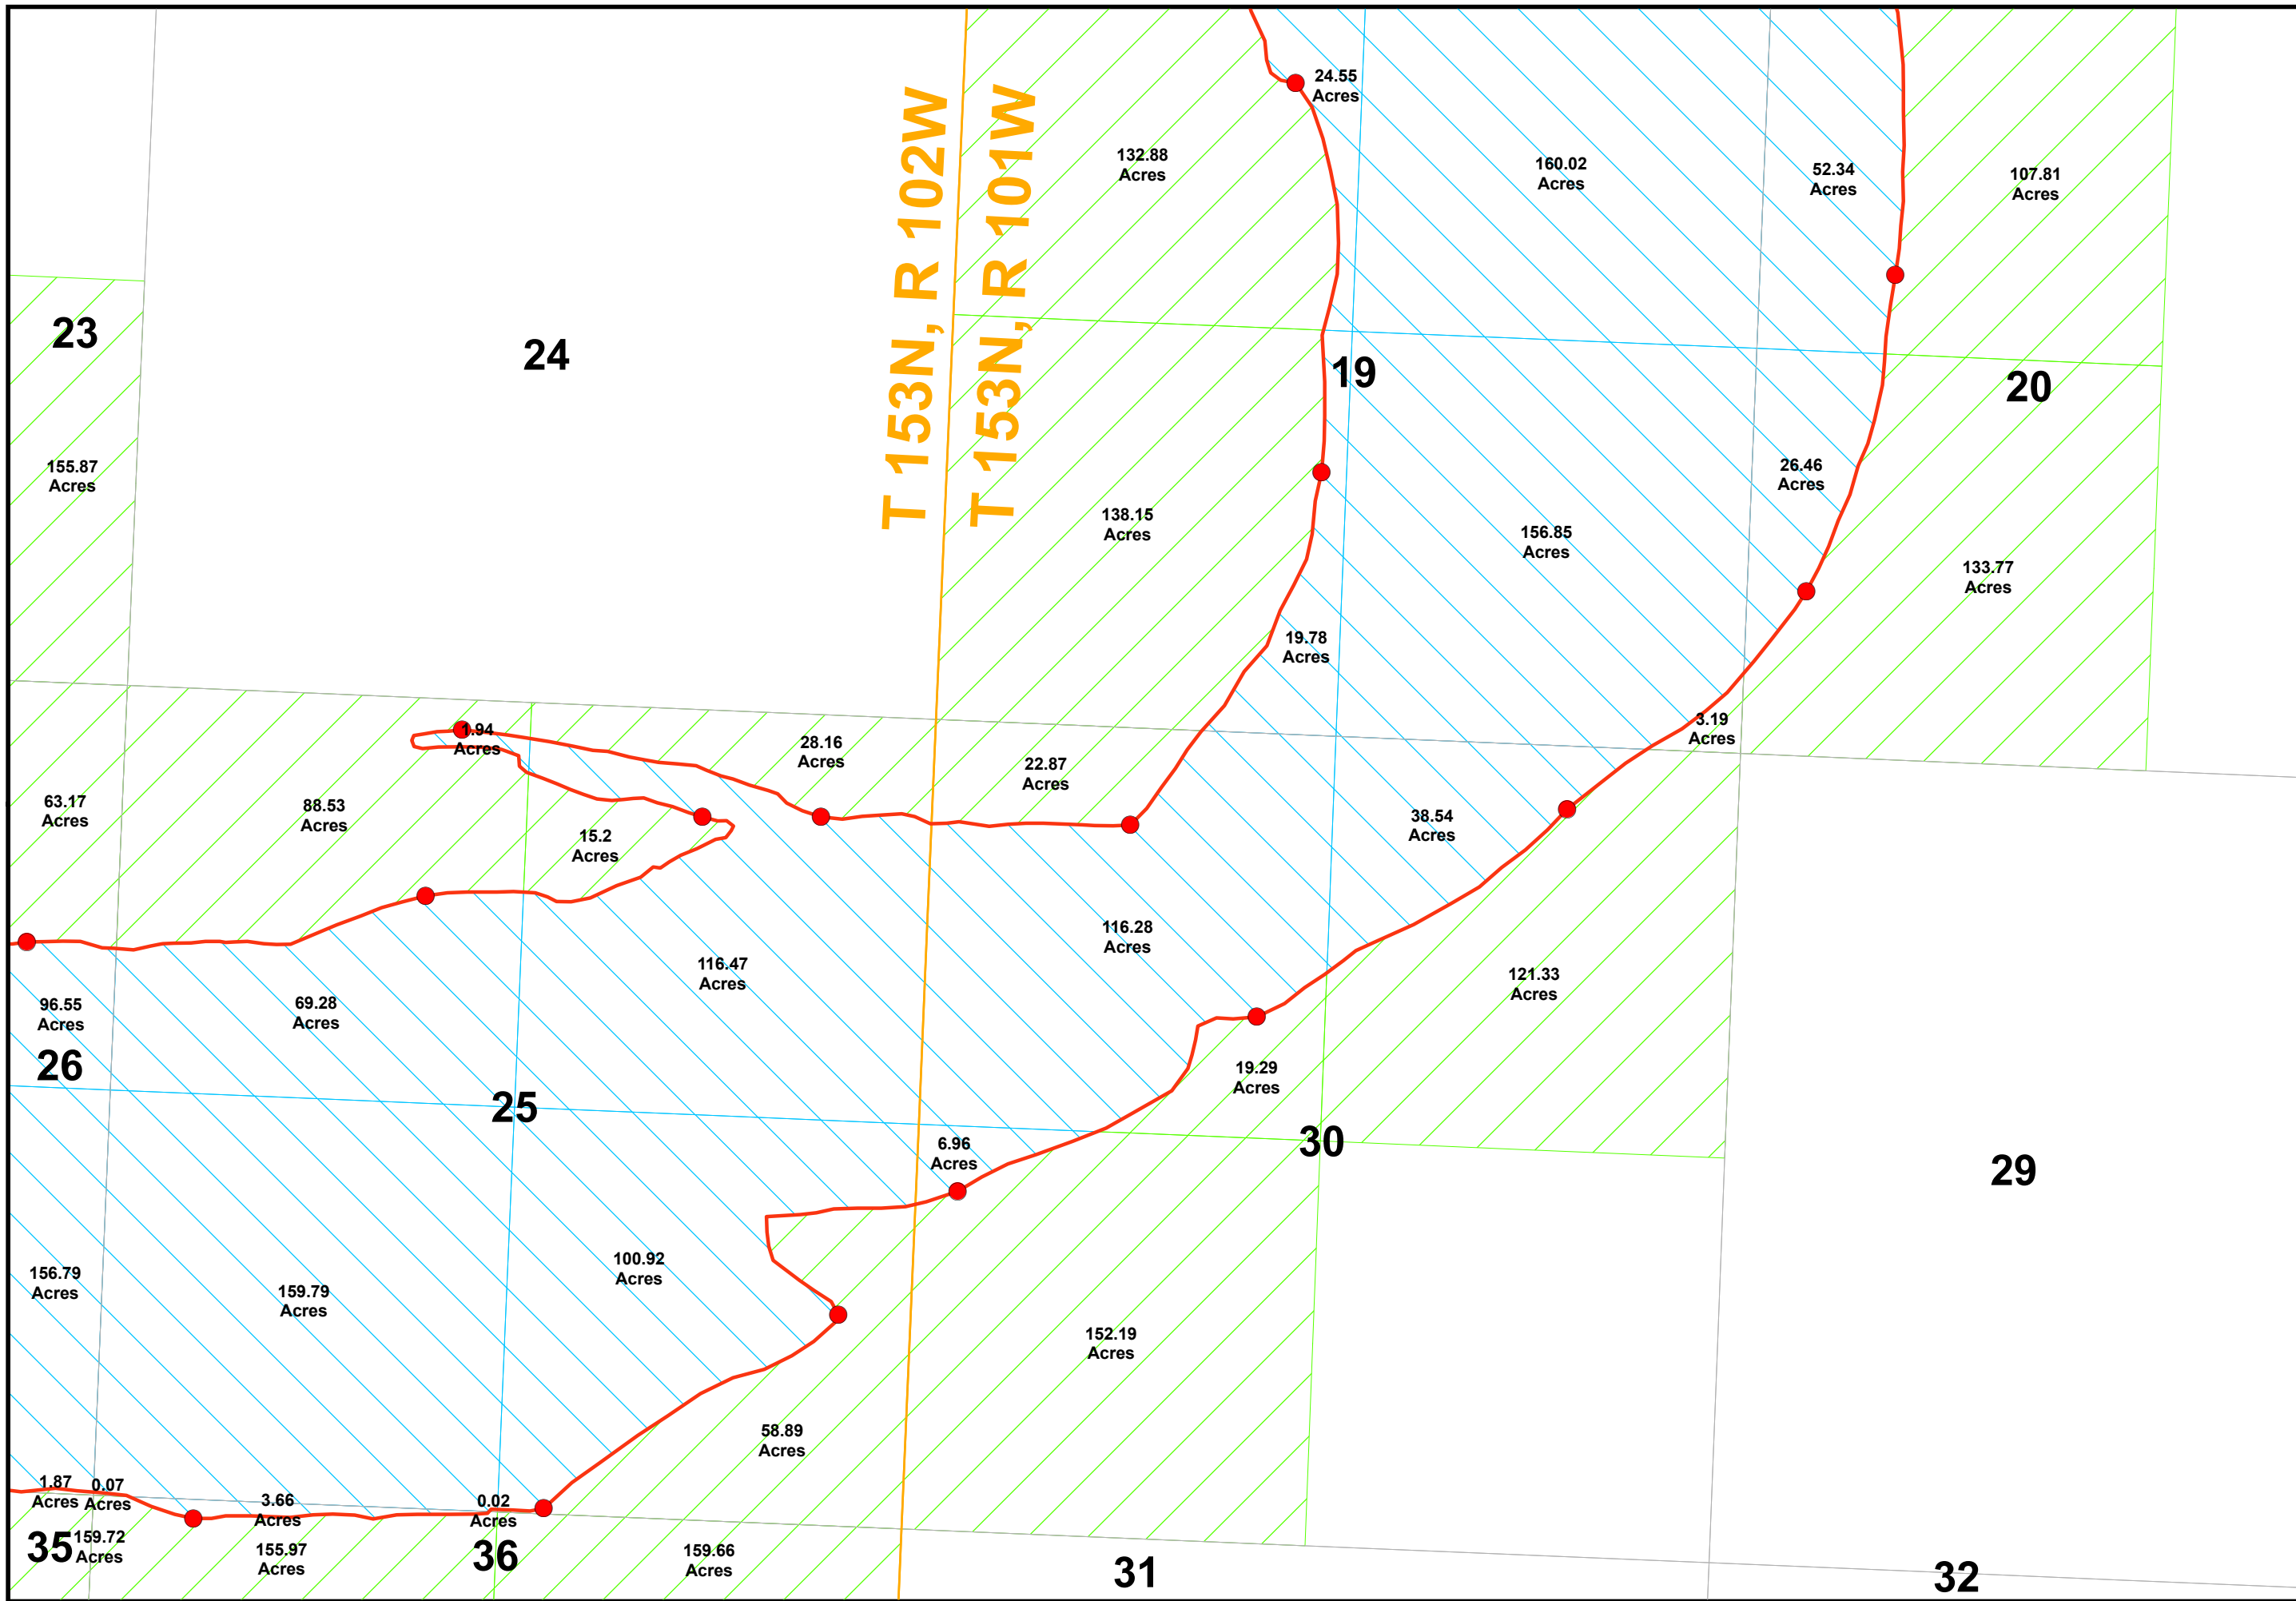 24.55
Acres
T 153N, R 102W
T 153N, R 101W
132.88
Acres
160.02
Acres
52.34
Acres
107.81
Acres
23
24
19
20
155.87
Acres
138.15
Acres
26.46
Acres
156.85
Acres
133.77
Acres
19.78
Acres
3.19
Acres
1.94
Acres
28.16
Acres
22.87
Acres
63.17
Acres
88.53
Acres
15.2
Acres
38.54
Acres
116.28
Acres
116.47
Acres
121.33
Acres
96.55
Acres
69.28
Acres
26
25
19.29
Acres
30
6.96
Acres
29
156.79
Acres
159.79
Acres
100.92
Acres
152.19
Acres
58.89
Acres
1.87
Acres
0.07
Acres
3.66
Acres
0.02
Acres
35
159.72
Acres
155.97
Acres
36
159.66
Acres
31
32